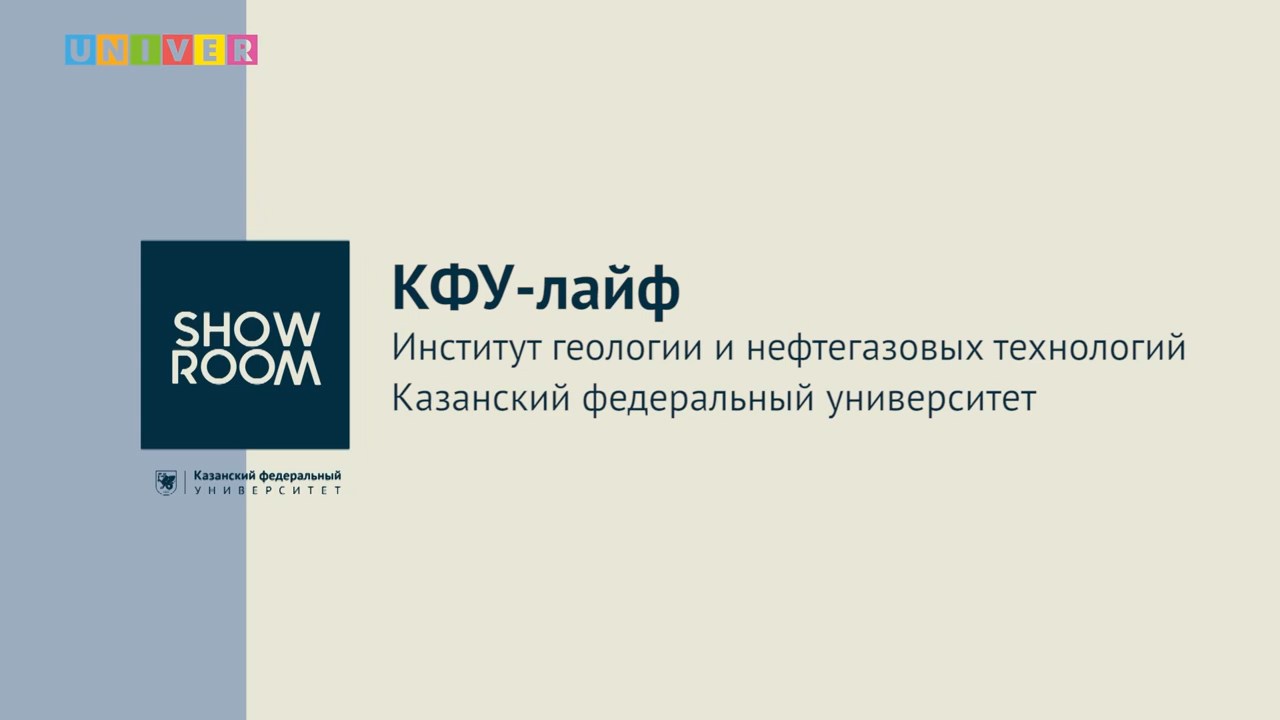 UNIVER
SHOW
ROOM
КФУ-лайф
Институт геологии и нефтегазовых технологий
Казанский федеральный университет
Казанский федеральный
УНИВЕРСИТЕТ